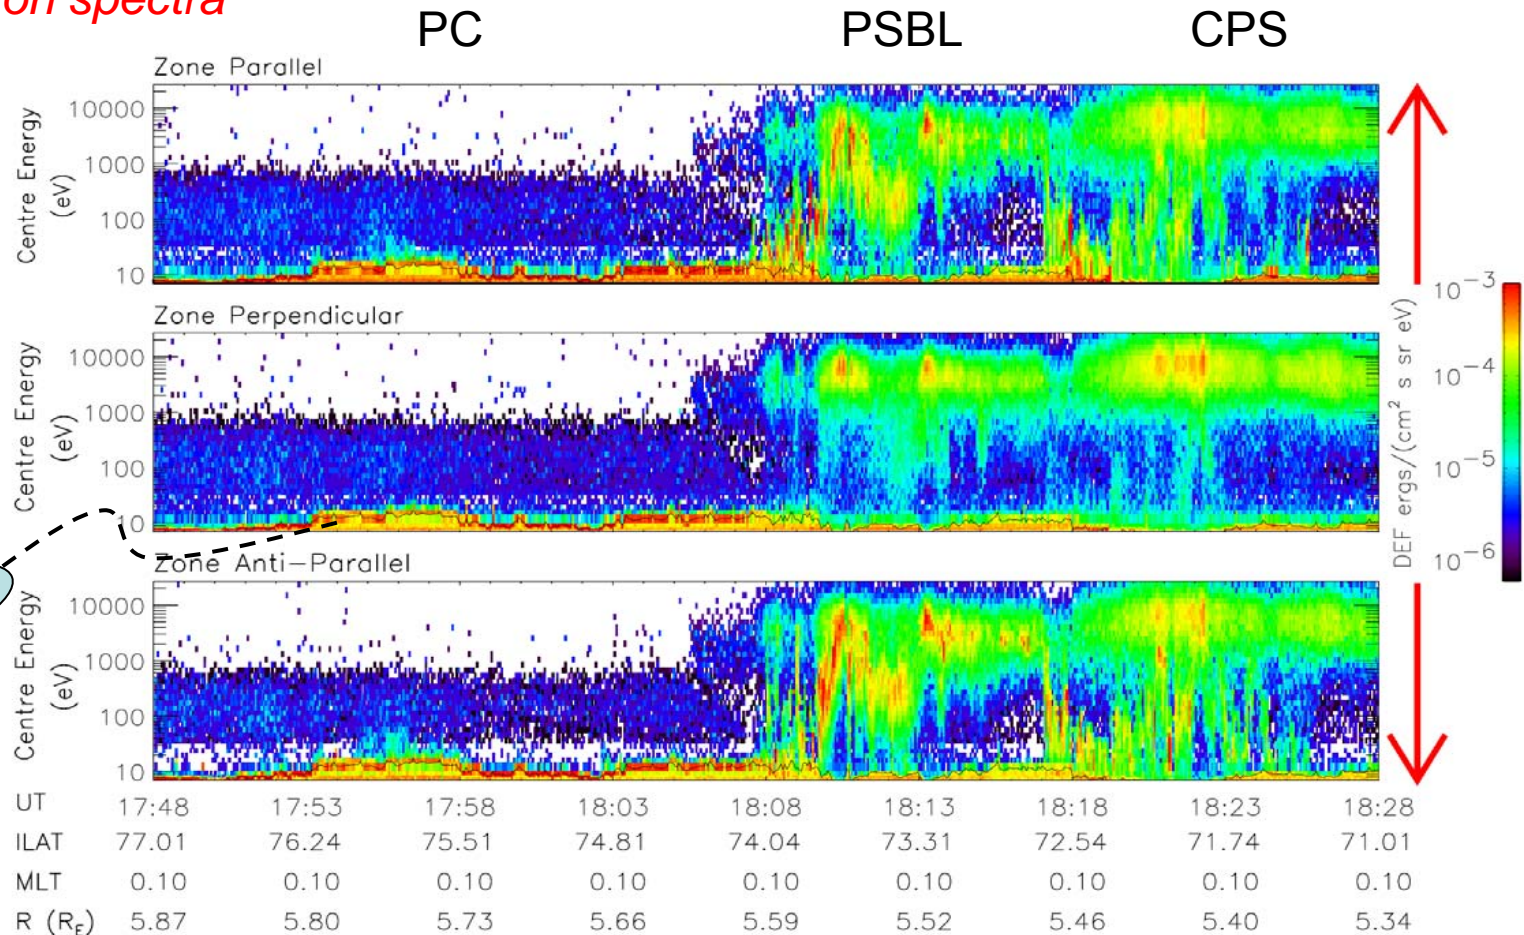 on spectra
PC PSBL CPS
Zone Parallel
Centre Energy
(eV)
10000
1000
100
10
Zone Perpendicular
Centre Energy
(eV)
10000
1000
100
10
Zone Anti-Parallel
Centre Energy
(eV)
10000
1000
100
10
DEF ergs/(cm² s sr eV)
10⁻³
10⁻⁴
10⁻⁵
10⁻⁶
UT 17:48 17:53 17:58 18:03 18:08 18:13 18:18 18:23 18:28
ILAT 77.01 76.24 75.51 74.81 74.04 73.31 72.54 71.74 71.01
MLT 0.10 0.10 0.10 0.10 0.10 0.10 0.10 0.10 0.10
R (R_E) 5.87 5.80 5.73 5.66 5.59 5.52 5.46 5.40 5.34